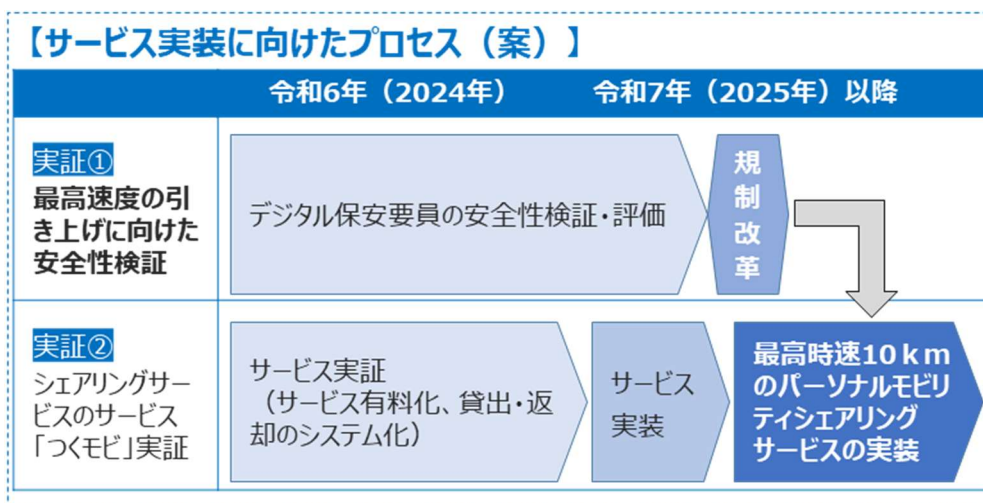 【サービス実装に向けたプロセス（案）】
令和6年（2024年）
令和7年（2025年）以降
実証①
最高速度の引
き上げに向けた
安全性検証
デジタル保安要員の安全性検証・評価
規
制
改
革
実証②
シェアリングサー
ビスのサービス
「つくモビ」実証
サービス実証
（サービス有料化、貸出・返
却のシステム化）
サービス
実装
最高時速10ｋｍ
のパーソナルモビリ
ティシェアリング
サービスの実装